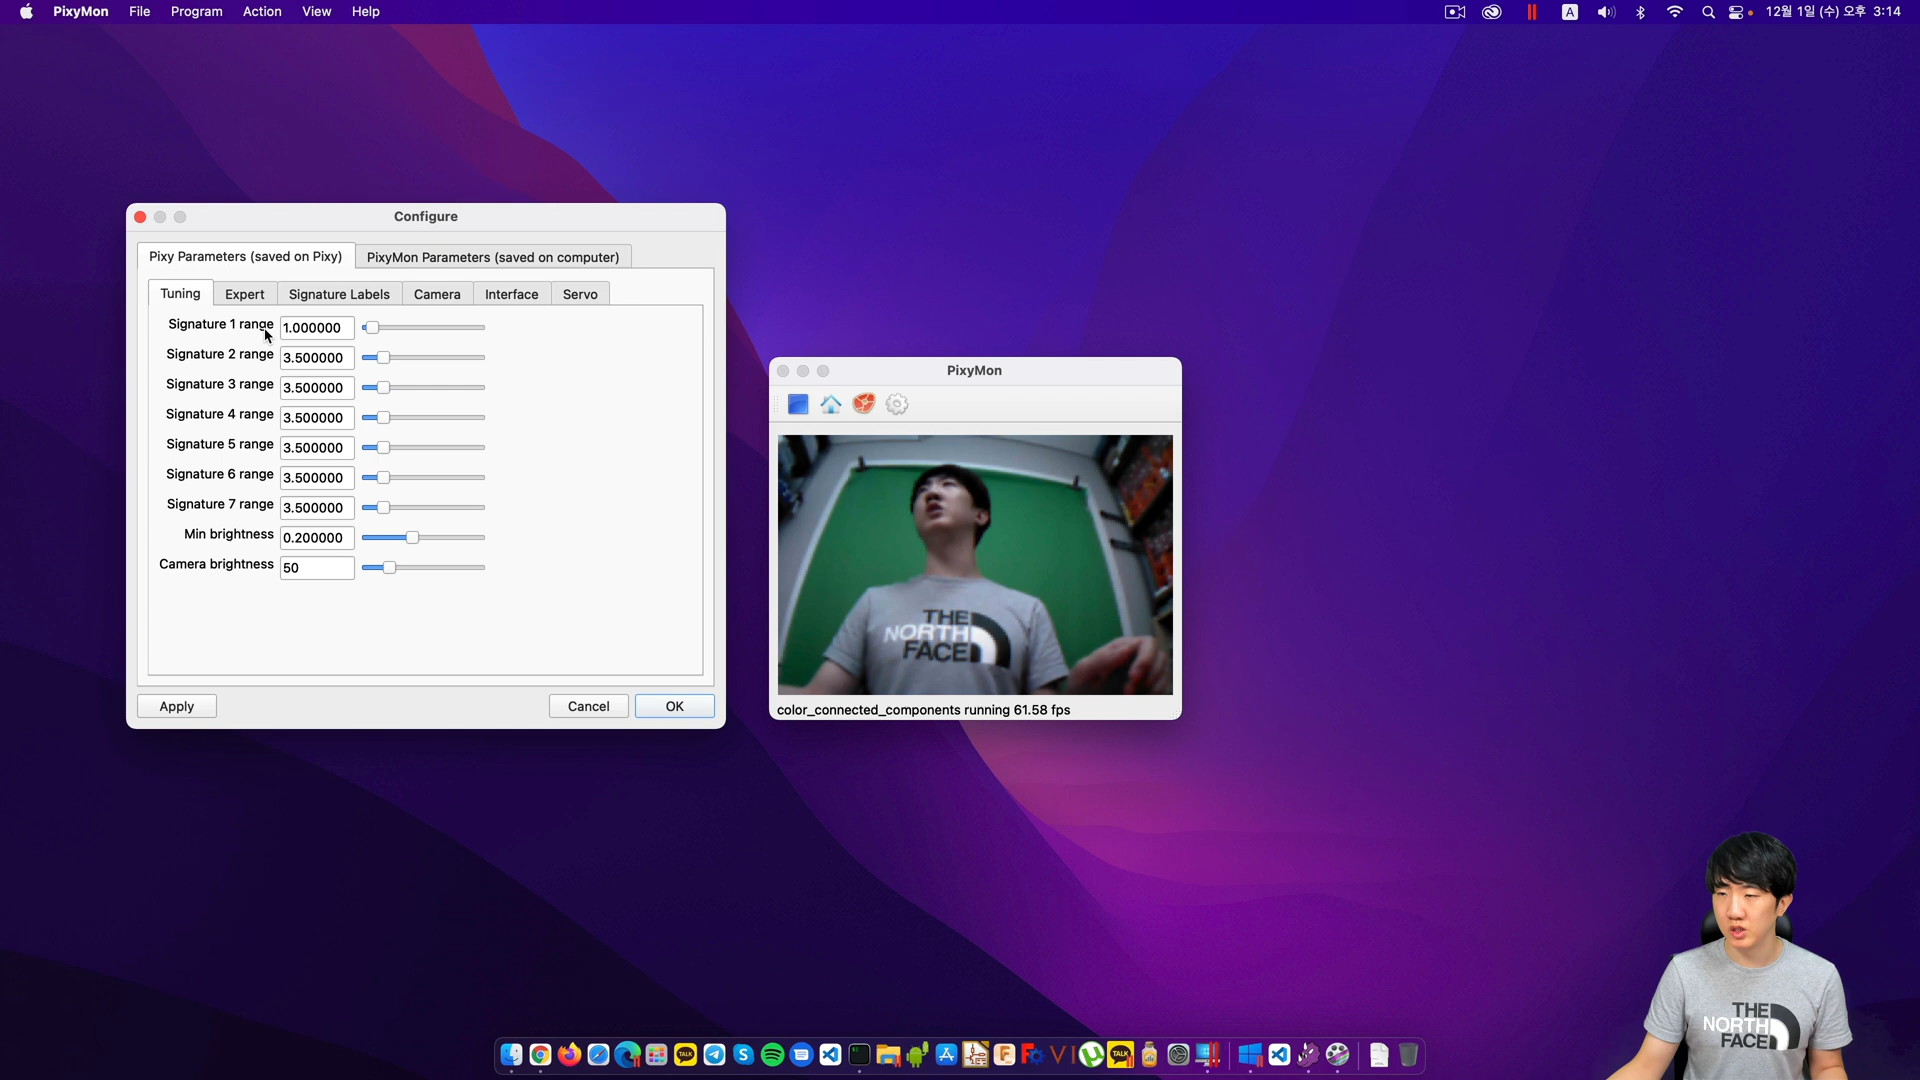 PixyMon File Program Action View Help
A
12월 1일 (수) 오후 3:14
Configure
Pixy Parameters (saved on Pixy) PixyMon Parameters (saved on computer)
Tuning Expert Signature Labels Camera Interface Servo
Signature 1 range 1.000000
Signature 2 range 3.500000
Signature 3 range 3.500000
Signature 4 range 3.500000
Signature 5 range 3.500000
Signature 6 range 3.500000
Signature 7 range 3.500000
Min brightness 0.200000
Camera brightness 50
Apply Cancel OK
PixyMon
THE
NORTH
FACE
color_connected_components running 61.58 fps
THE
NORTH
FACE
TALK
S
F
VI
TALK